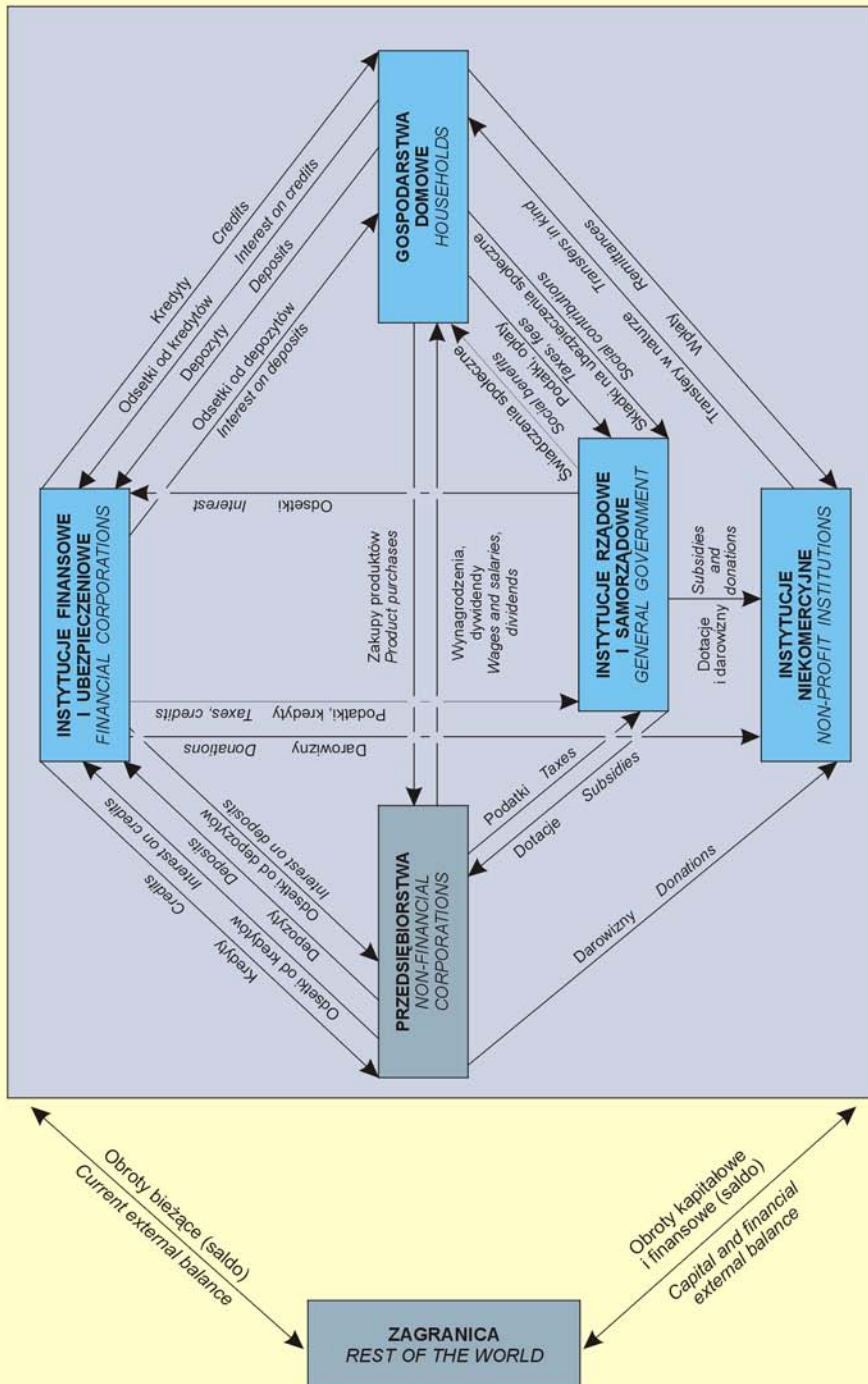 INSTYTUCJE FINANSOWE
I UBEZPIECZENIOWE
FINANCIAL CORPORATIONS
GOSPODARSTWA
DOMOWE
HOUSEHOLDS
PRZEDSIĘBIORSTWA
NON-FINANCIAL
CORPORATIONS
INSTYTUCJE RZĄDOWE
I SAMORZĄDOWE
GENERAL GOVERNMENT
INSTYTUCJE
NIEKOMERCYJNE
NON-PROFIT INSTITUTIONS
Kredyty Credits
Odsetki od kredytów Interest on credits
Depozyty Deposits
Odsetki od depozytów
Interest on deposits
Kredyty Credits
Odsetki od kredytów Interest on credits
Depozyty Deposits
Odsetki od depozytów
Interest on deposits
Odsetki Interest
Podatki, kredyty Taxes, credits
Darowizny Donations
Zakupy produktów
Product purchases
Wynagrodzenia,
dywidendy
Wages and salaries,
dividends
Świadczenia społeczne
Social benefits
Podatki, opłaty
Taxes, fees
Składki na ubezpieczenia społeczne
Social contributions
Transfery w naturze Transfers in kind
Wpłaty Remittances
Podatki Taxes
Dotacje Subsidies
Dotacje
i darowizny
Subsidies
and
donations
Darowizny Donations
Obroty bieżące (saldo)
Current external balance
Obroty kapitałowe
i finansowe (saldo)
Capital and financial
external balance
ZAGRANICA
REST OF THE WORLD